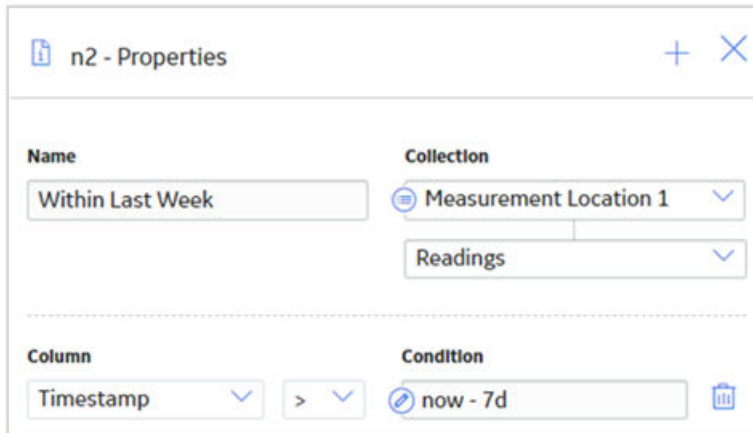 n2 - Properties
Name
Collection
Within Last Week
Measurement Location 1
Readings
Column
Condition
Timestamp
>
now - 7d